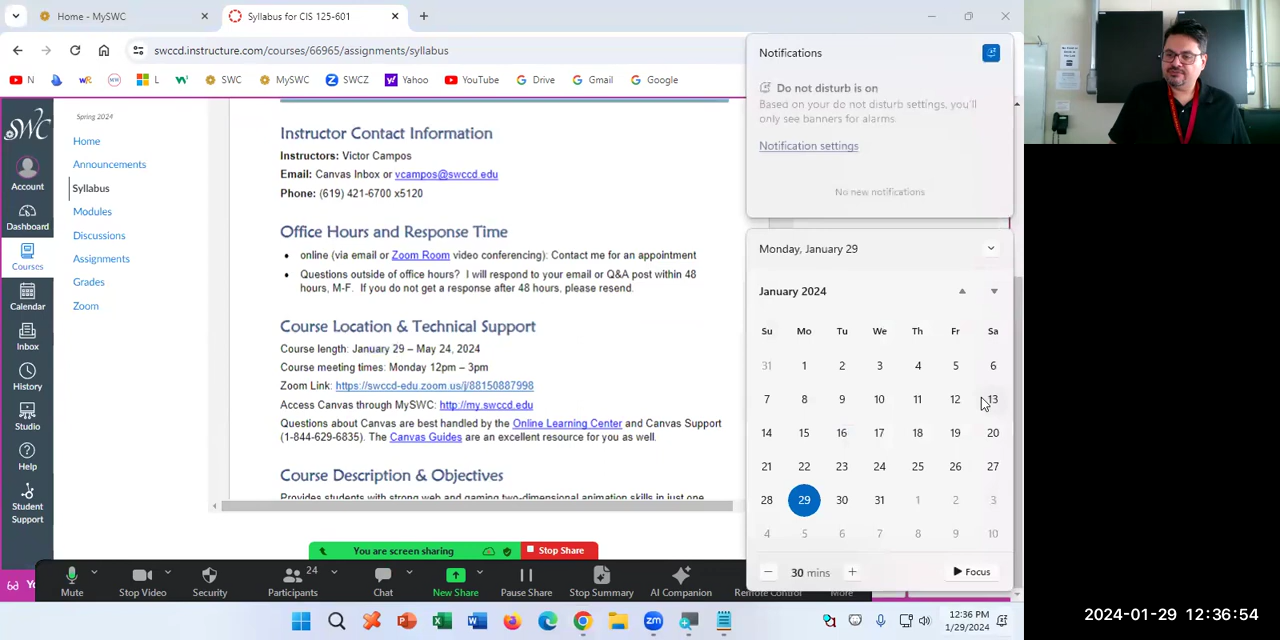 Home - MySWC
Syllabus for CIS 125-601
swccd.instructure.com/courses/66965/assignments/syllabus
N
L
SWC
MySWC
SWCZ
Yahoo
YouTube
Drive
Gmail
Google
SWC
Account
Dashboard
Courses
Calendar
Inbox
History
Studio
Help
Student
Support
Spring 2024
Home
Announcements
Syllabus
Modules
Discussions
Assignments
Grades
Zoom
Instructor Contact Information
Instructors: Victor Campos
Email: Canvas Inbox or vcampos@swccd.edu
Phone: (619) 421-6700 x5120
Office Hours and Response Time
• online (via email or Zoom Room video conferencing): Contact me for an appointment
• Questions outside of office hours? I will respond to your email or Q&A post within 48
hours, M-F. If you do not get a response after 48 hours, please resend.
Course Location & Technical Support
Course length: January 29 – May 24, 2024
Course meeting times: Monday 12pm – 3pm
Zoom Link: https://swccd-edu.zoom.us/j/88150887998
Access Canvas through MySWC: http://my.swccd.edu
Questions about Canvas are best handled by the Online Learning Center and Canvas Support
(1-844-629-6835). The Canvas Guides are an excellent resource for you as well.
Course Description & Objectives
Provides students with strong web and gaming two-dimensional animation skills in just one
Notifications
Do not disturb is on
Based on your do not disturb settings, you'll
only see banners for alarms.
Notification settings
No new notifications
Monday, January 29
January 2024
Su Mo Tu We Th Fr Sa
31 1 2 3 4 5 6
7 8 9 10 11 12 13
14 15 16 17 18 19 20
21 22 23 24 25 26 27
28 29 30 31 1 2 3
4 5 6 7 8 9 10
30 mins
Focus
You are screen sharing
Stop Share
Mute
Stop Video
Security
24
Participants
Chat
New Share
Pause Share
Stop Summary
AI Companion
Remote Control
More
12:36 PM
1/29/2024
2024-01-29 12:36:54